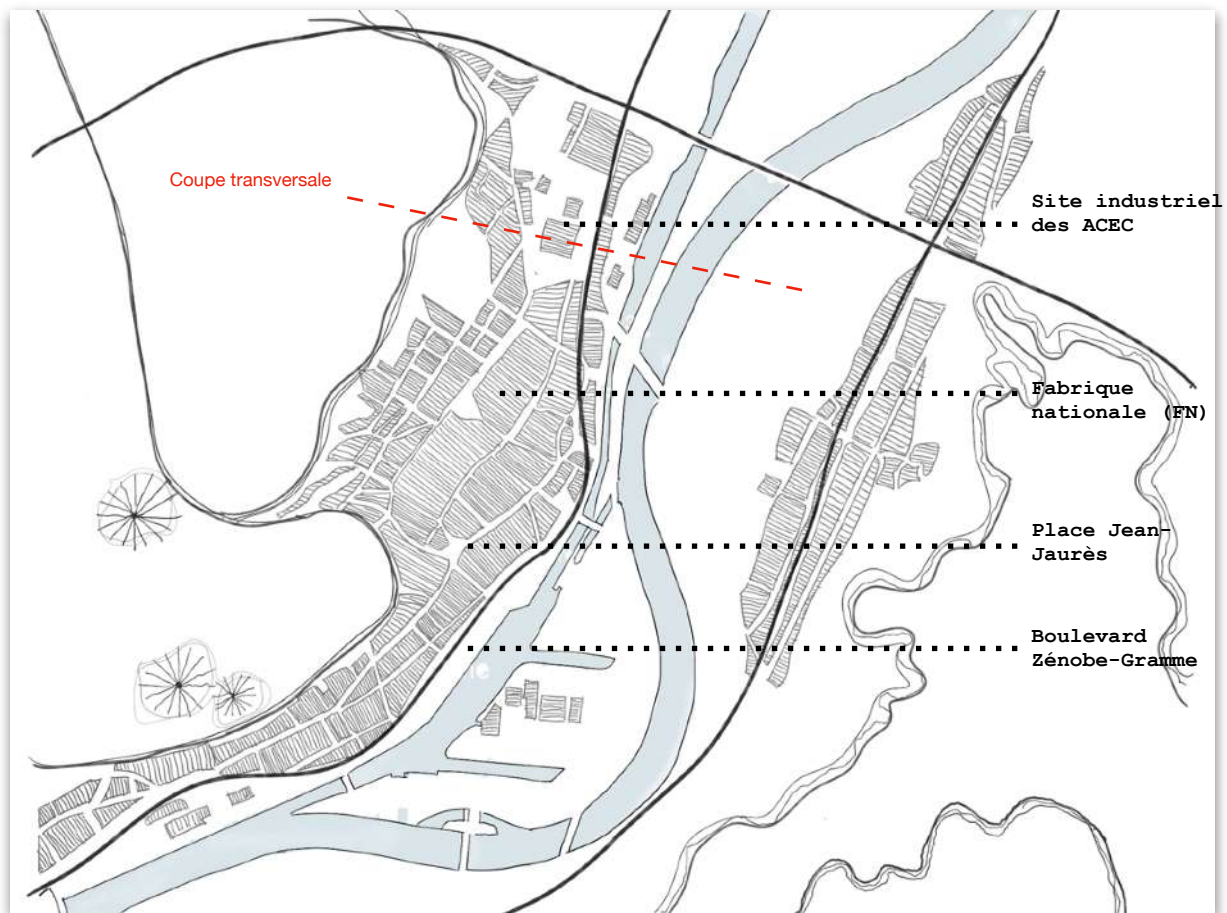 Coupe transversale
Site industriel
des ACEC
Fabrique
nationale (FN)
Place Jean-
Jaurès
Boulevard
Zénobe-Gramme